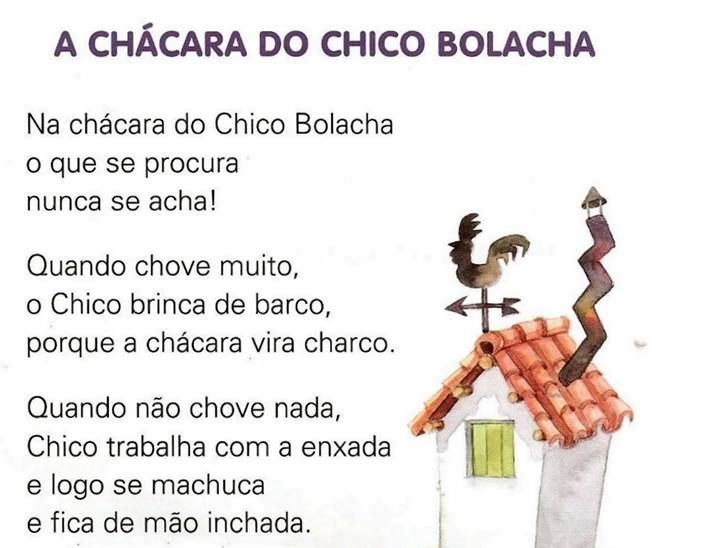 A CHÁCARA DO CHICO BOLACHA
Na chácara do Chico Bolacha
o que se procura
nunca se acha!
Quando chove muito,
o Chico brinca de barco,
porque a chácara vira charco.
Quando não chove nada,
Chico trabalha com a enxada
e logo se machuca
e fica de mão inchada.